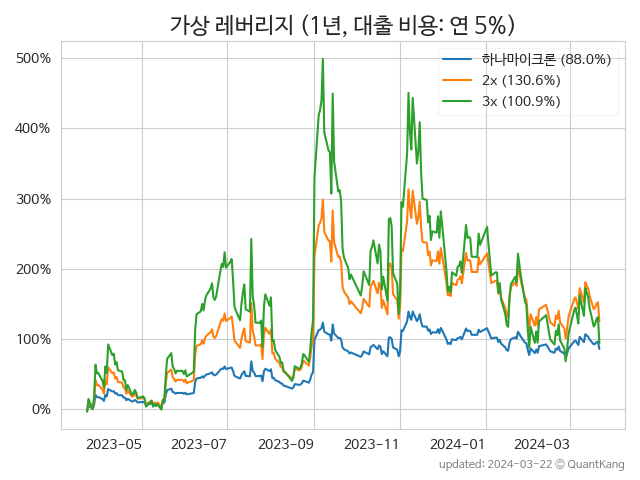 가상 레버리지 (1년, 대출 비용: 연 5%)
하나마이크론 (88.0%)
2x (130.6%)
3x (100.9%)
500%
400%
300%
200%
100%
0%
2023-05
2023-07
2023-09
2023-11
2024-01
2024-03
updated: 2024-03-22 © QuantKang